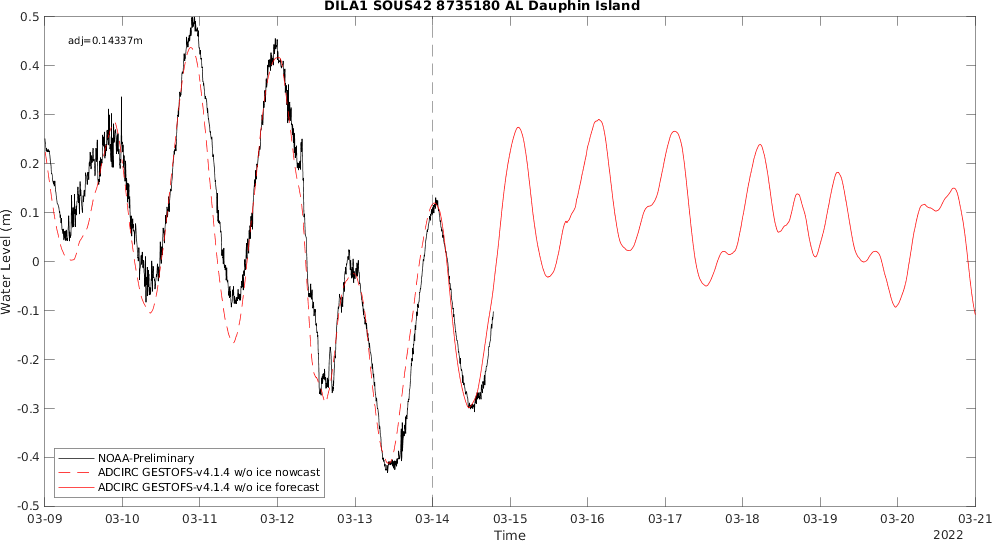 DILA1 SOUS42 8735180 AL Dauphin Island
adj=0.14337m
Water Level (m)
0.5
0.4
0.3
0.2
0.1
0
-0.1
-0.2
-0.3
-0.4
-0.5
NOAA-Preliminary
ADCIRC GESTOFS-v4.1.4 w/o ice nowcast
ADCIRC GESTOFS-v4.1.4 w/o ice forecast
03-09 03-10 03-11 03-12 03-13 03-14 03-15 03-16 03-17 03-18 03-19 03-20 03-21
Time
2022